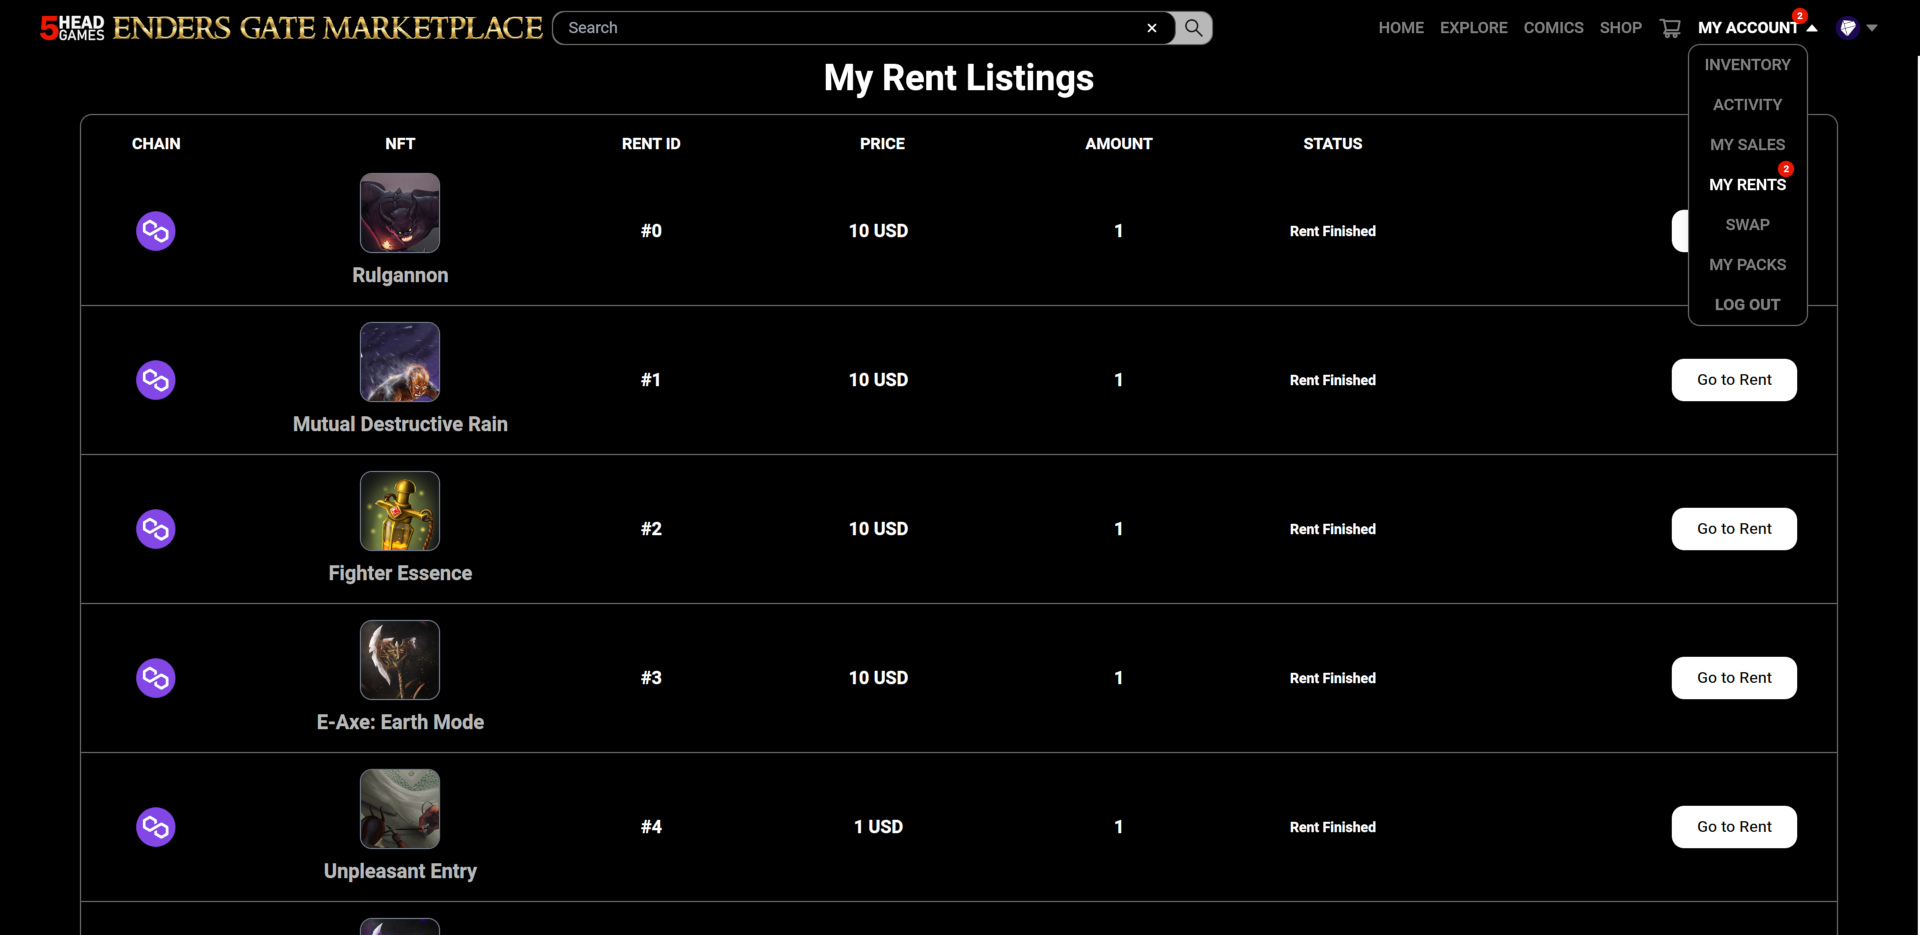 5HEAD GAMES ENDERS GATE MARKETPLACE Search × HOME EXPLORE COMICS SHOP MY ACCOUNT 2
INVENTORY
ACTIVITY
MY SALES
MY RENTS 2
SWAP
MY PACKS
LOG OUT
My Rent Listings
CHAIN NFT RENT ID PRICE AMOUNT STATUS
Rulgannon #0 10 USD 1 Rent Finished
Mutual Destructive Rain #1 10 USD 1 Rent Finished Go to Rent
Fighter Essence #2 10 USD 1 Rent Finished Go to Rent
E-Axe: Earth Mode #3 10 USD 1 Rent Finished Go to Rent
Unpleasant Entry #4 1 USD 1 Rent Finished Go to Rent